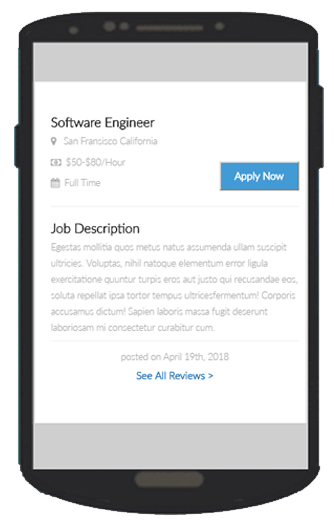 Software Engineer
San Fransisco California
$50-$80/Hour
Full Time
Apply Now
Job Description
Egestas mollitia quos metus natus assumenda ullam suscipit
ultricies. Voluptas, nihil natoque elementum error ligula
exercitatione quuntur turpis eros aut justo qui recusandae eos,
soluta repellat ipsa tortor tempus ultricesfermentum! Corporis
accusamus dictum! Sapien laboris massa fugit deserunt
laboriosam mi consectetur curabitur cum.
posted on April 19th, 2018
See All Reviews >